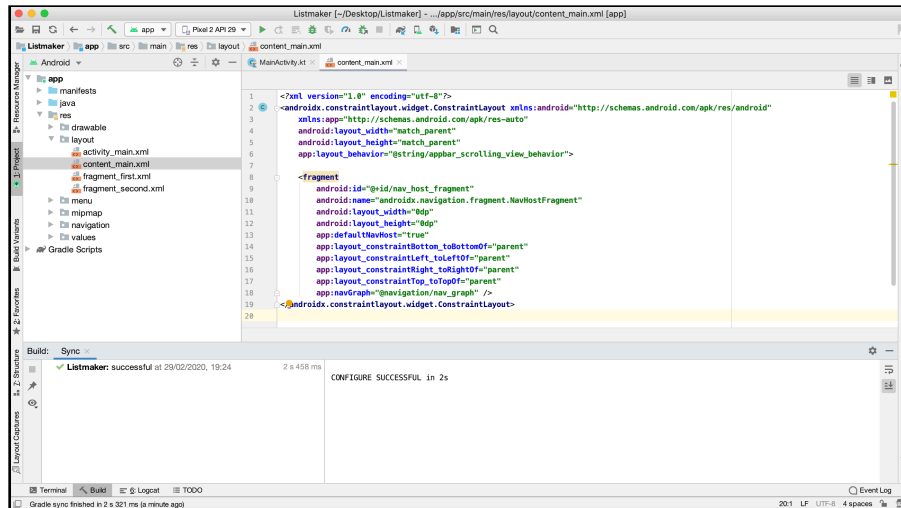 Listmaker [~/Desktop/Listmaker] - .../app/src/main/res/layout/content_main.xml [app]
app
Pixel 2 API 29
Listmaker
app
src
main
res
layout
content_main.xml
Android
MainActivity.kt
content_main.xml
Resource Manager
1: Project
Build Variants
2: Favorites
Z: Structure
Layout Captures
app
manifests
java
res
drawable
layout
activity_main.xml
content_main.xml
fragment_first.xml
fragment_second.xml
menu
mipmap
navigation
values
Gradle Scripts
1 <?xml version="1.0" encoding="utf-8"?>
2 <androidx.constraintlayout.widget.ConstraintLayout xmlns:android="http://schemas.android.com/apk/res/android"
3 xmlns:app="http://schemas.android.com/apk/res-auto"
4 android:layout_width="match_parent"
5 android:layout_height="match_parent"
6 app:layout_behavior="@string/appbar_scrolling_view_behavior">
7
8 <fragment
9 android:id="@+id/nav_host_fragment"
10 android:name="androidx.navigation.fragment.NavHostFragment"
11 android:layout_width="0dp"
12 android:layout_height="0dp"
13 app:defaultNavHost="true"
14 app:layout_constraintBottom_toBottomOf="parent"
15 app:layout_constraintLeft_toLeftOf="parent"
16 app:layout_constraintRight_toRightOf="parent"
17 app:layout_constraintTop_toTopOf="parent"
18 app:navGraph="@navigation/nav_graph" />
19 </androidx.constraintlayout.widget.ConstraintLayout>
20
Build: Sync
Listmaker: successful at 29/02/2020, 19:24 2 s 458 ms
CONFIGURE SUCCESSFUL in 2s
Terminal
Build
6: Logcat
TODO
Event Log
Gradle sync finished in 2 s 321 ms (a minute ago)
20:1 LF UTF-8 4 spaces